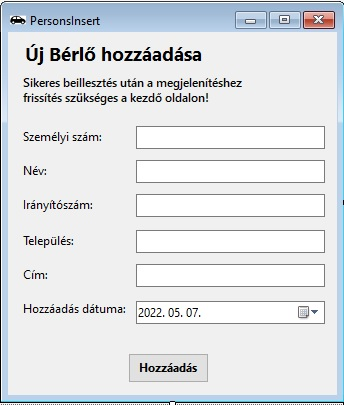 PersonsInsert
Új Bérlő hozzáadása
Sikeres beillesztés után a megjelenítéshez
frissítés szükséges a kezdő oldalon!
Személyi szám:
Név:
Irányítószám:
Település:
Cím:
Hozzáadás dátuma: 2022. 05. 07.
Hozzáadás